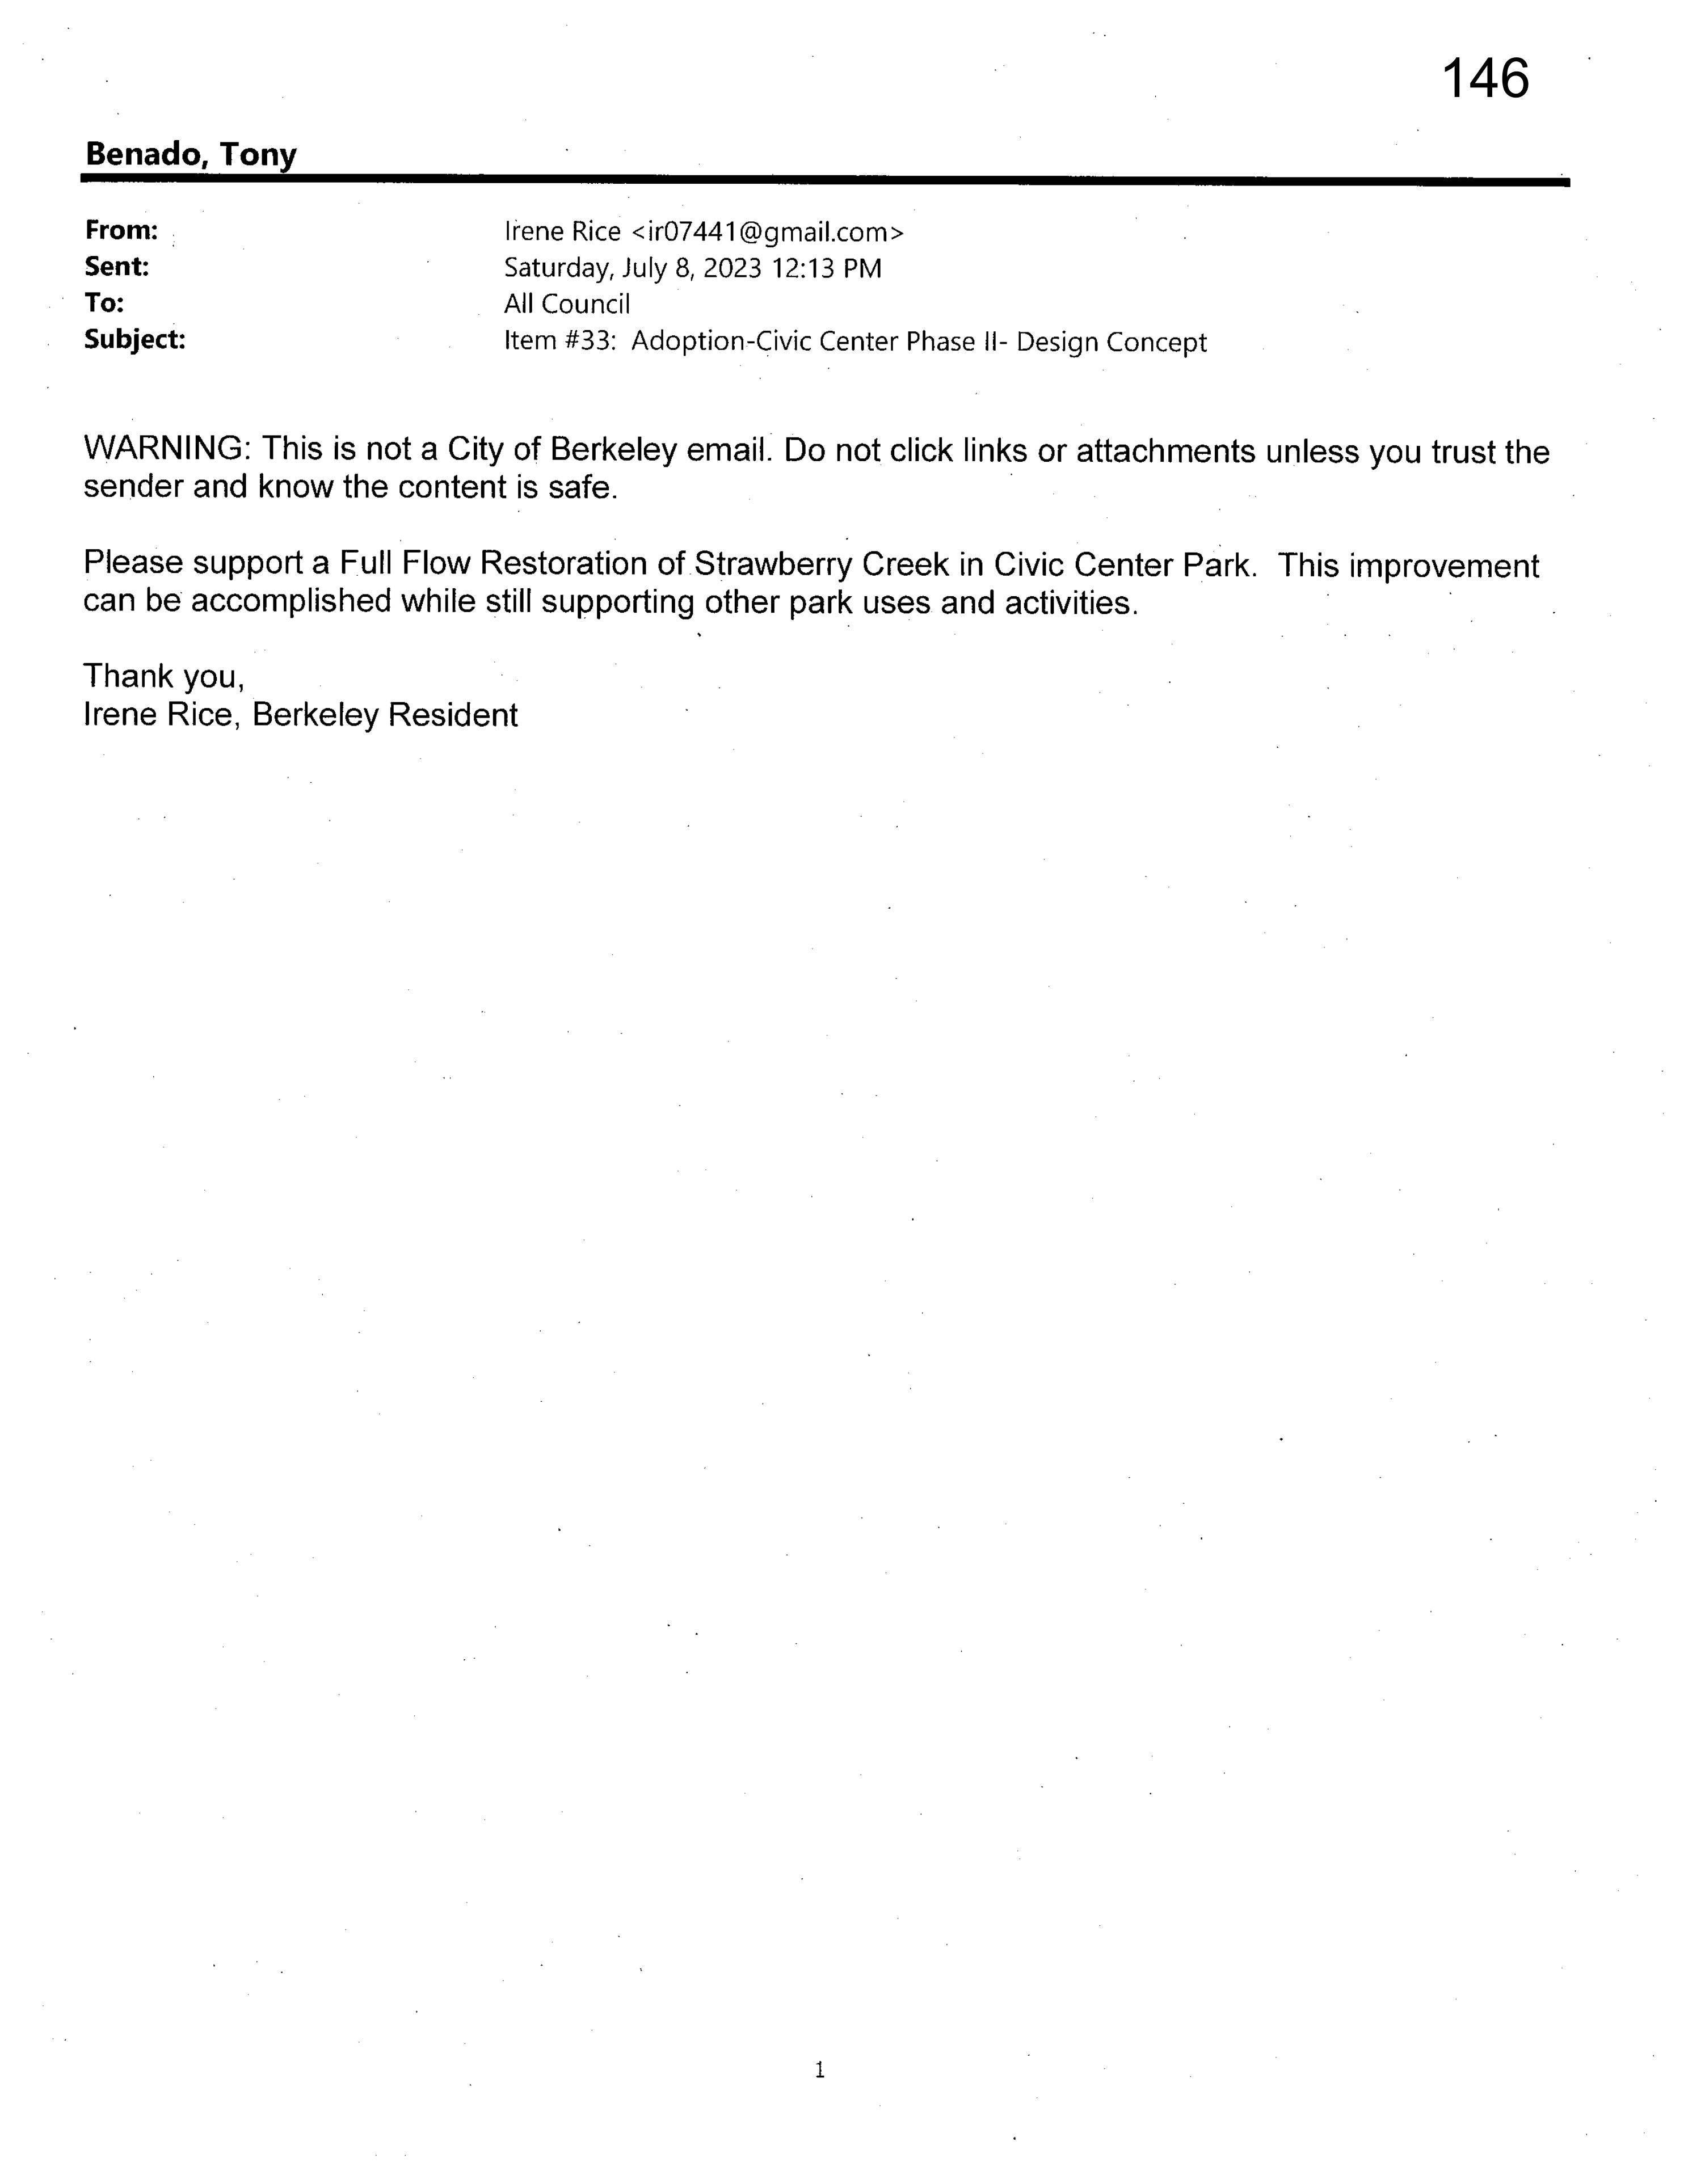 146
Benado, Tony
From: Irene Rice <ir07441@gmail.com>
Sent: Saturday, July 8, 2023 12:13 PM
To: All Council
Subject: Item #33: Adoption-Civic Center Phase II- Design Concept
WARNING: This is not a City of Berkeley email. Do not click links or attachments unless you trust the
sender and know the content is safe.
Please support a Full Flow Restoration of Strawberry Creek in Civic Center Park. This improvement
can be accomplished while still supporting other park uses and activities.
Thank you,
Irene Rice, Berkeley Resident
1